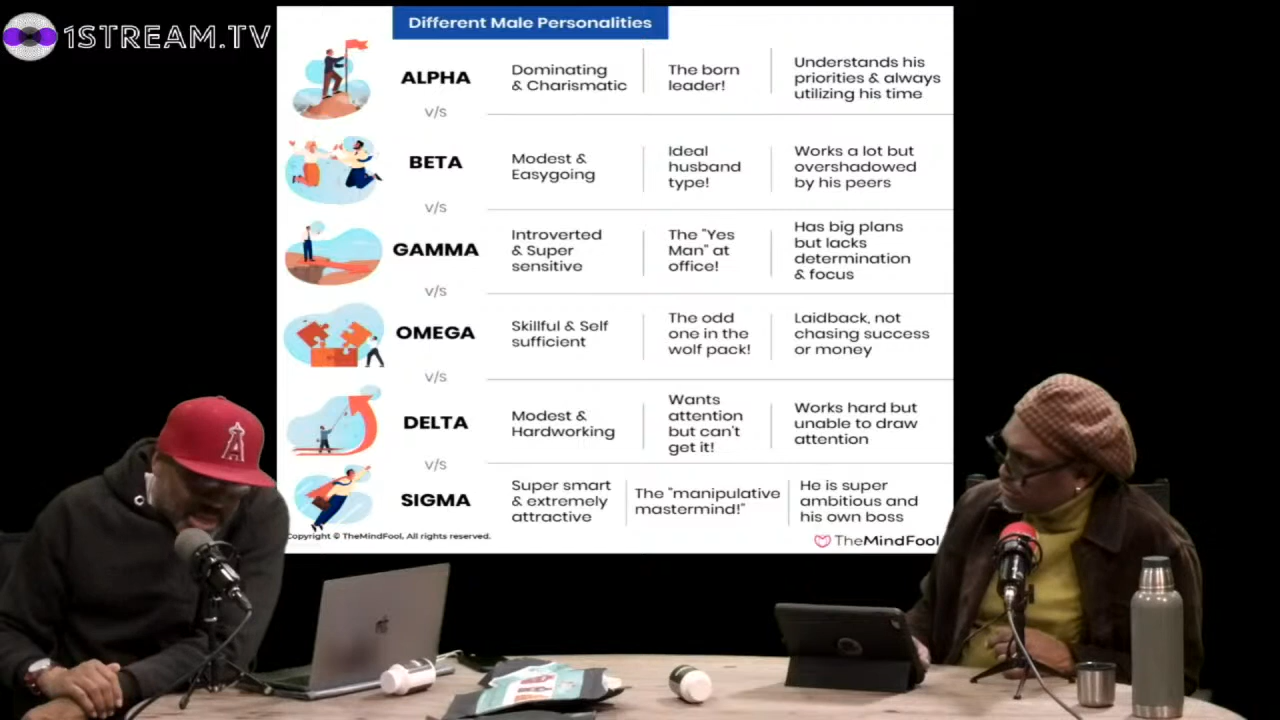 1STREAM.TV
Different Male Personalities
ALPHA
Dominating
& Charismatic
The born
leader!
Understands his
priorities & always
utilizing his time
v/s
BETA
Modest &
Easygoing
Ideal
husband
type!
Works a lot but
overshadowed
by his peers
v/s
GAMMA
Introverted
& Super
sensitive
The "Yes
Man" at
office!
Has big plans
but lacks
determination
& focus
v/s
OMEGA
Skillful & Self
sufficient
The odd
one in the
wolf pack!
Laidback, not
chasing success
or money
v/s
DELTA
Modest &
Hardworking
Wants
attention
but can't
get it!
Works hard but
unable to draw
attention
v/s
SIGMA
Super smart
& extremely
attractive
The "manipulative
mastermind!"
He is super
ambitious and
his own boss
Copyright © TheMindFool, All rights reserved.
TheMindFool
A